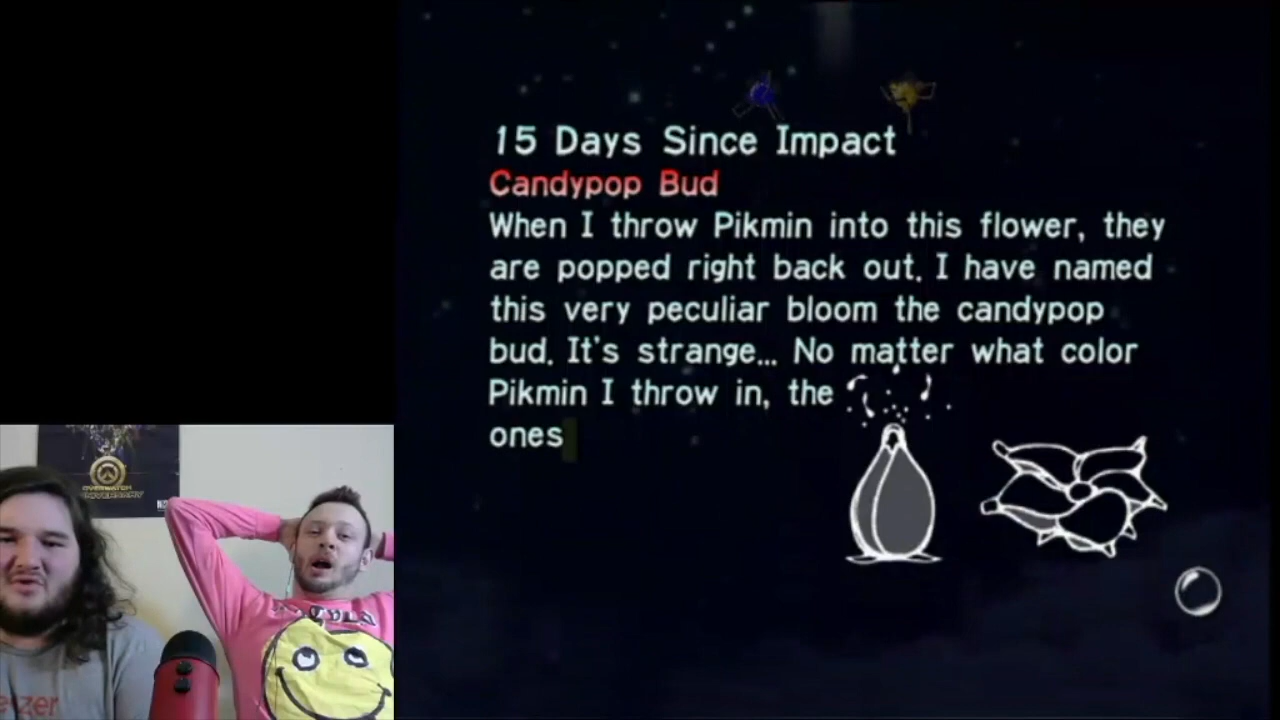 15 Days Since Impact
Candypop Bud
When I throw Pikmin into this flower, they
are popped right back out. I have named
this very peculiar bloom the candypop
bud. It's strange... No matter what color
Pikmin I throw in, the
ones